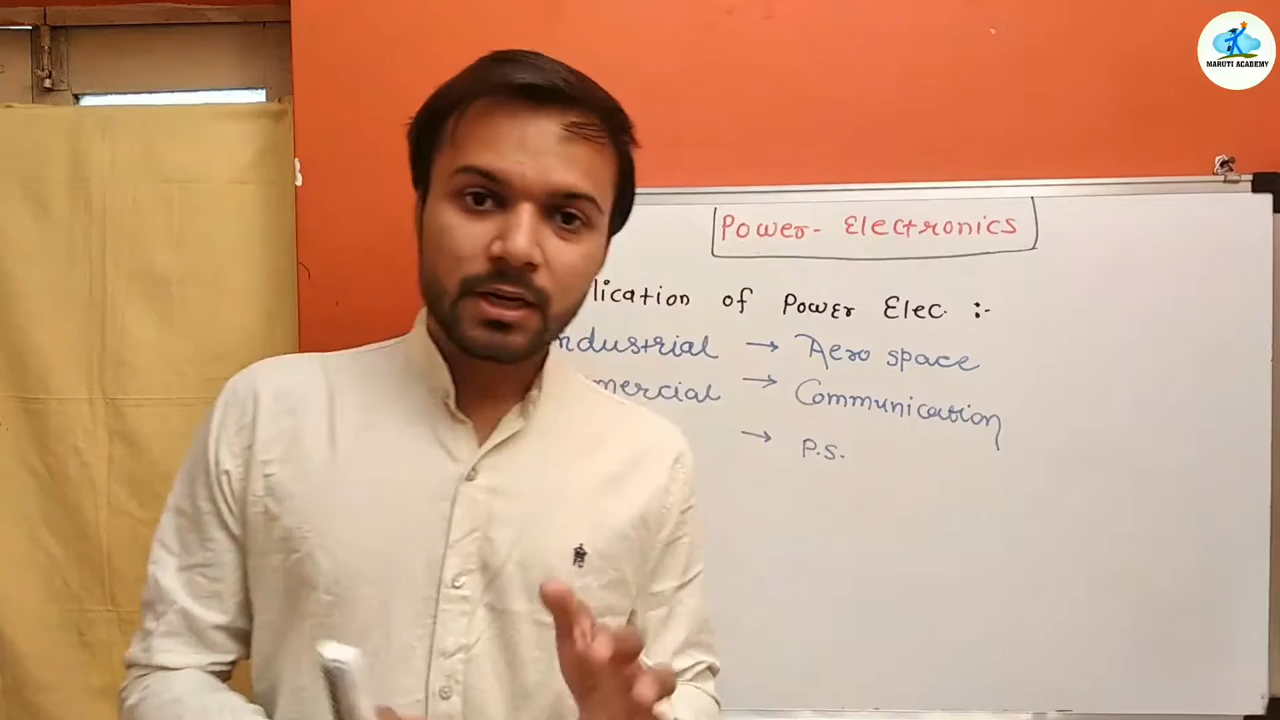 MARUTI ACADEMY
Power- Electronics
lication of Power Elec. :-
ndustrial → Aero space
mercial → Communication
→ P.S.